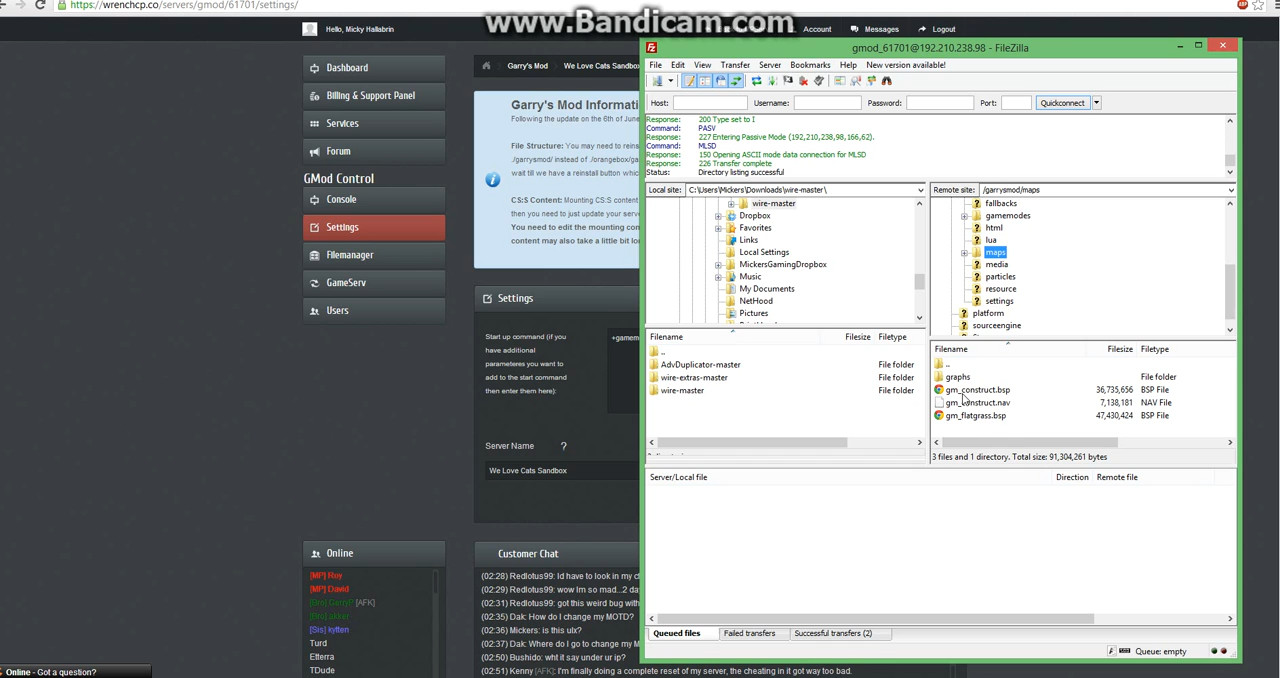 https://wrenchcp.co/servers/gmod/61701/settings/
www.Bandicam.com
Hello, Micky Hallabrin
Account
Messages
Logout
Dashboard
Billing & Support Panel
Services
Forum
GMod Control
Console
Settings
Filemanager
GameServ
Users
Online
[MP] Roy
[MP] David
[AFK]
[Sis] kytten
Turd
Etterra
TDude
Online - Got a question?
Garry's Mod
We Love Cats Sandbox
Garry's Mod Informati
Following the update on the 6th of June
File Structure: You may need to reins
./garrysmod/ instead of ./orangebox/ga
wait till we have a reinstall button which
CS:S Content: Mounting CS:S content
then you need to just update your serve
You need to edit the mounting con
content may also take a little bit lo
Settings
Start up command (if you
have additional
parameteres you want to
add to the start command
then enter them here):
+gamem
Server Name ?
We Love Cats Sandbox
Customer Chat
(02:28) Redlotus99: Id have to look in my c
(02:29) Redlotus99: wow Im so mad...2 da
(02:31) Redlotus99: got this weird bug with
(02:35) Dak: How do I change my MOTD?
(02:36) Mickers: is this ulx?
(02:37) Dak: Where do I go to change my M
(02:50) Bushido: wht it say under ur ip?
(02:51) Kenny [AFK]: I'm finally doing a complete reset of my server, the cheating in it got way too bad.
gmod_61701@192.210.238.98 - FileZilla
File Edit View Transfer Server Bookmarks Help New version available!
Host: Username: Password: Port: Quickconnect
Response: 200 Type set to I
Command: PASV
Response: 227 Entering Passive Mode (192,210,238,98,166,62).
Command: MLSD
Response: 150 Opening ASCII mode data connection for MLSD
Response: 226 Transfer complete
Status: Directory listing successful
Local site: C:\Users\Mickers\Downloads\wire-master\
wire-master
Dropbox
Favorites
Links
Local Settings
MickersGamingDropbox
Music
My Documents
NetHood
Pictures
Filename Filesize Filetype
..
AdvDuplicator-master File folder
wire-extras-master File folder
wire-master File folder
Remote site: /garrysmod/maps
fallbacks
gamemodes
html
lua
maps
media
particles
resource
settings
platform
sourceengine
Filename Filesize Filetype
..
graphs File folder
gm_construct.bsp 36,735,656 BSP File
gm_construct.nav 7,138,181 NAV File
gm_flatgrass.bsp 47,430,424 BSP File
3 files and 1 directory. Total size: 91,304,261 bytes
Server/Local file Direction Remote file
Queued files Failed transfers Successful transfers (2)
Queue: empty